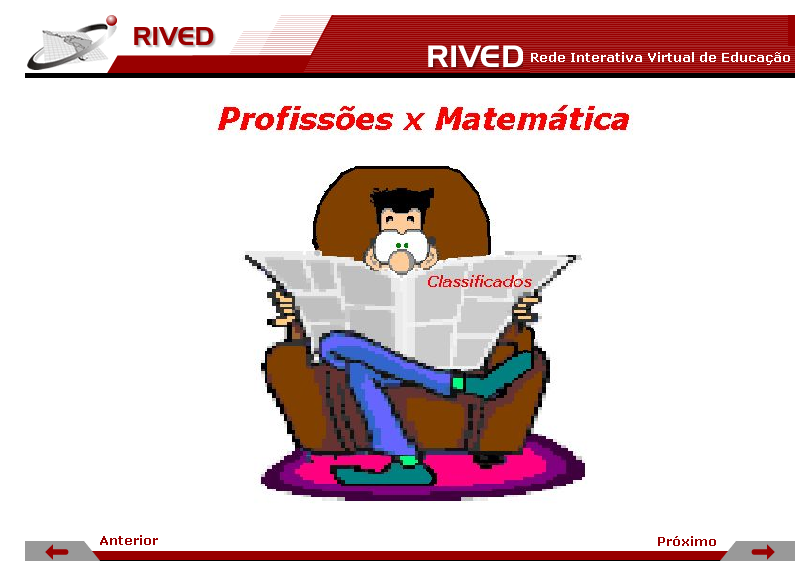 RIVED
RIVED Rede Interativa Virtual de Educação
Profissões x Matemática
Classificados
Anterior
Próximo